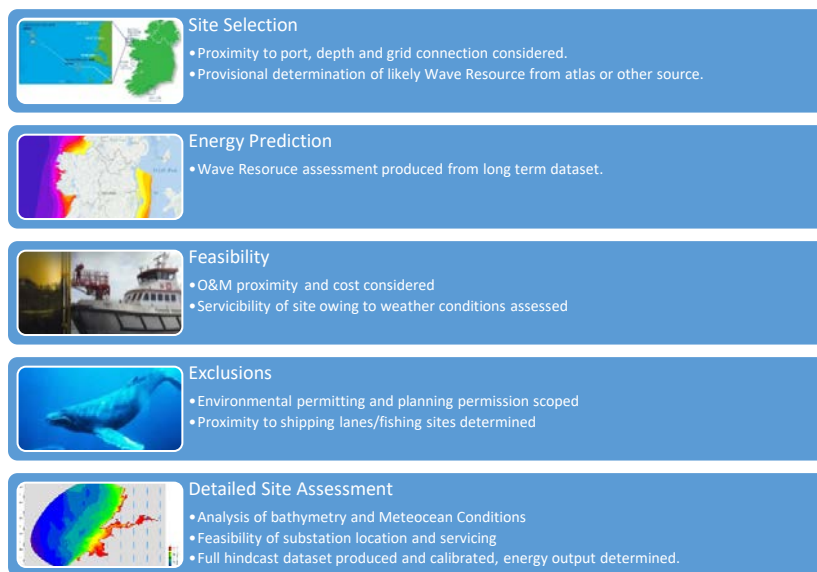 Site Selection
•Proximity to port, depth and grid connection considered.
•Provisional determination of likely Wave Resource from atlas or other source.
Energy Prediction
•Wave Resoruce assessment produced from long term dataset.
Feasibility
•O&M proximity and cost considered
•Servicibility of site owing to weather conditions assessed
Exclusions
•Environmental permitting and planning permission scoped
•Proximity to shipping lanes/fishing sites determined
Detailed Site Assessment
•Analysis of bathymetry and Meteocean Conditions
•Feasibility of substation location and servicing
•Full hindcast dataset produced and calibrated, energy output determined.